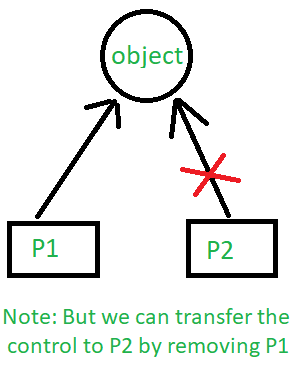 object
P1
P2
Note: But we can transfer the
control to P2 by removing P1